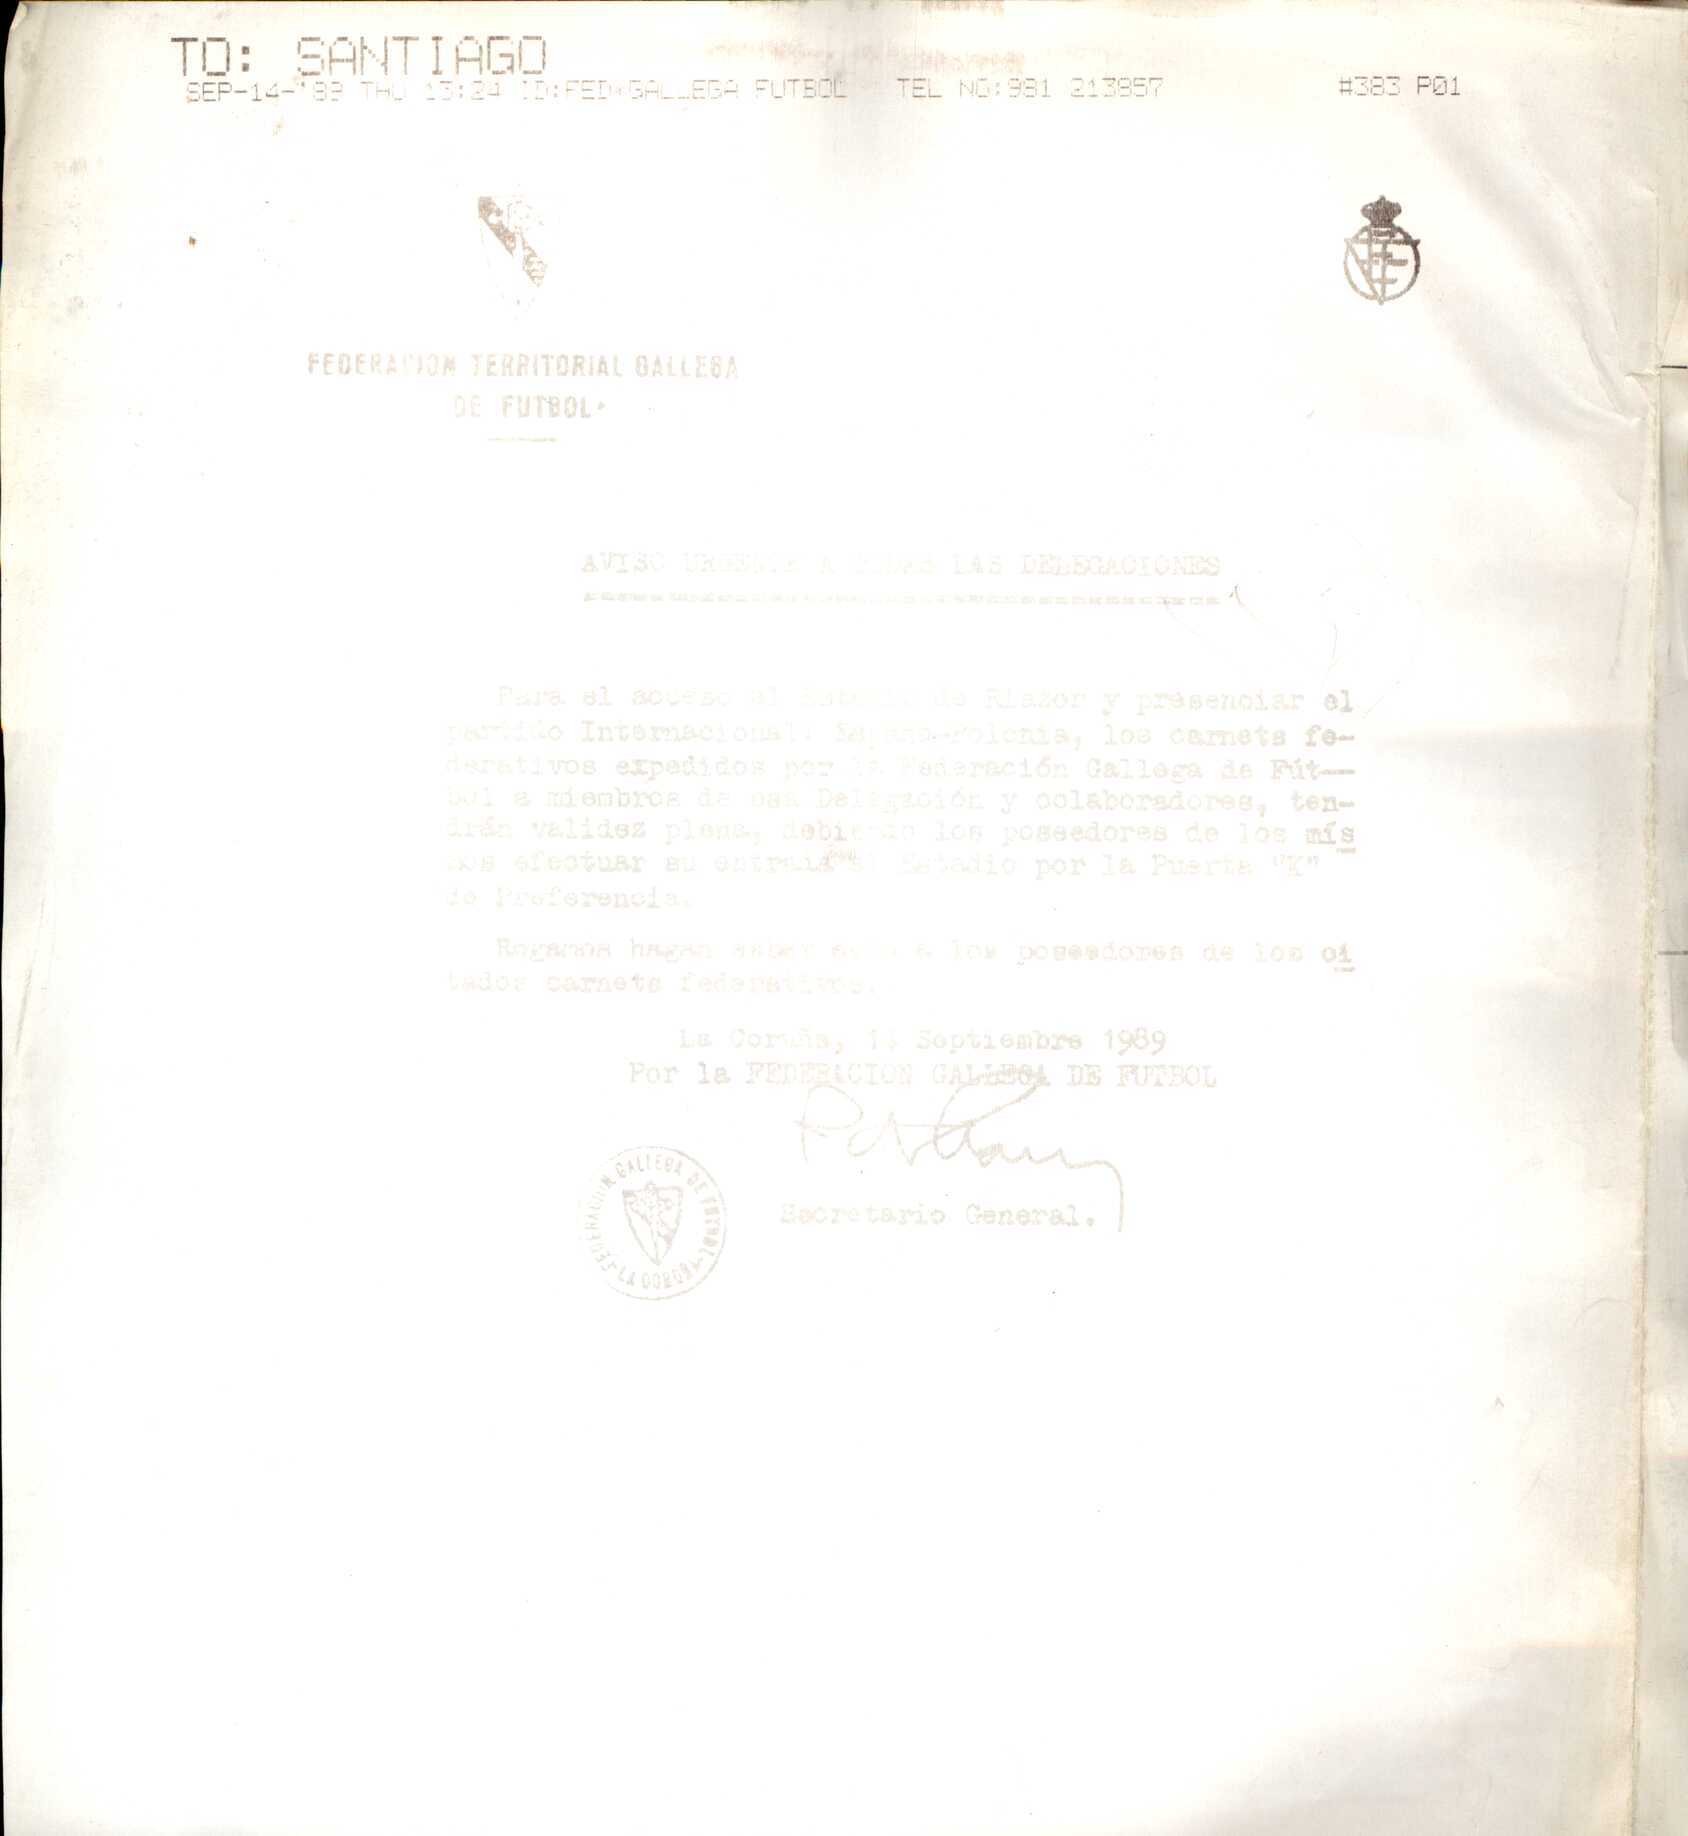 TO: SANTIAGO
SEP-14-'89 THU 13:24 ID:FED.GALLEGA FUTBOL TEL NO:981 213957 #383 P01
FEDERACION TERRITORIAL GALLEGA
DE FUTBOL
AVISO URGENTE A TODAS LAS DELEGACIONES
Para el acceso al Estadio de Riazor y presenciar el
partido Internacional: España-Polonia, los carnets fe-
derativos expedidos por la Federación Gallega de Fút-
bol a miembros de esa Delegación y colaboradores, ten-
drán validez plena, debiendo los poseedores de los mis
mos efectuar su entrada al Estadio por la Puerta "K"
de Preferencia.
Rogamos hagan saber esto a los poseedores de los ci
tados carnets federativos.
La Coruña, 14 Septiembre 1989
Por la FEDERACION GALLEGA DE FUTBOL
FEDERACION GALLEGA DE FUTBOL
LA CORUÑA
Secretario General.